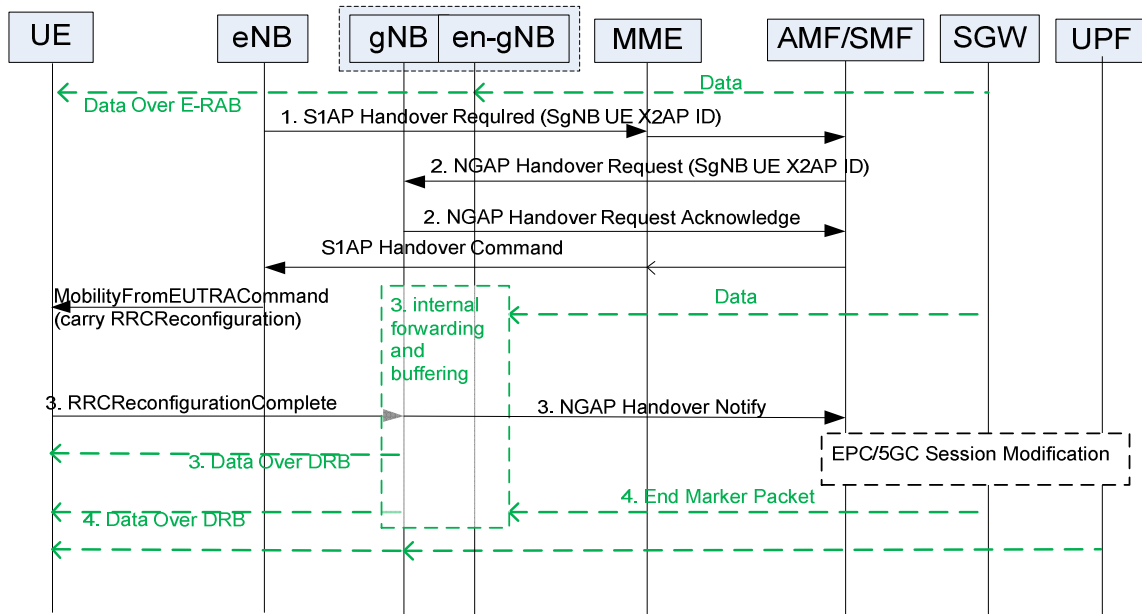 UE
eNB
gNB
en-gNB
MME
AMF/SMF
SGW
UPF
Data
Data Over E-RAB
1. S1AP Handover Required (SgNB UE X2AP ID)
2. NGAP Handover Request (SgNB UE X2AP ID)
2. NGAP Handover Request Acknowledge
S1AP Handover Command
MobilityFromEUTRACommand
(carry RRCReconfiguration)
3. internal
forwarding
and
buffering
Data
3. RRCReconfigurationComplete
3. NGAP Handover Notify
3. Data Over DRB
EPC/5GC Session Modification
4. End Marker Packet
4. Data Over DRB